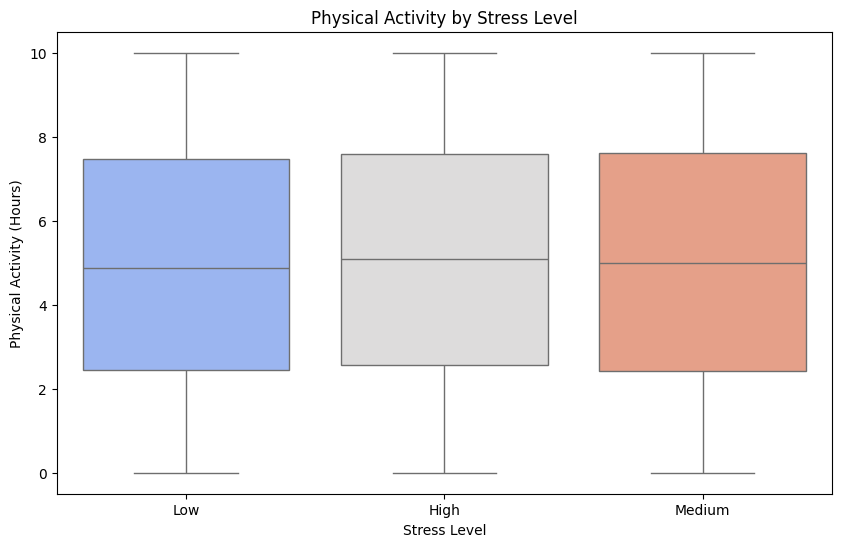 Physical Activity by Stress Level
Physical Activity (Hours)
10
8
6
4
2
0
Low High Medium
Stress Level